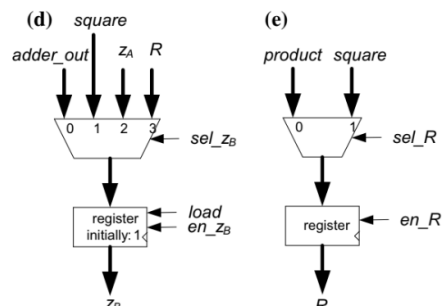 (d)
square
adder_out
z_A
R
0
1
2
3
sel_z_B
register
initially: 1
load
en_z_B
z_B
(e)
product
square
0
1
sel_R
register
en_R
R